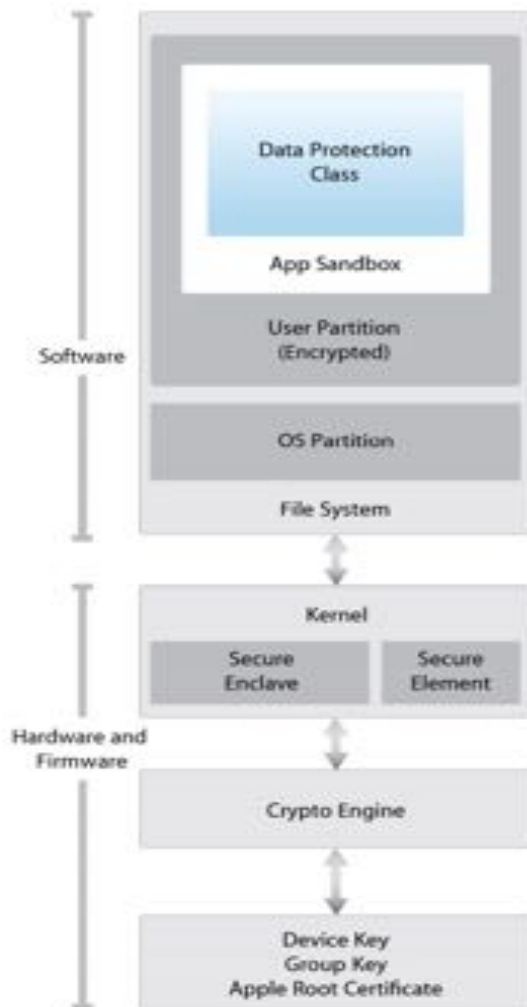 Data Protection
Class
App Sandbox
User Partition
(Encrypted)
Software
OS Partition
File System
Kernel
Secure
Enclave
Secure
Element
Hardware and
Firmware
Crypto Engine
Device Key
Group Key
Apple Root Certificate